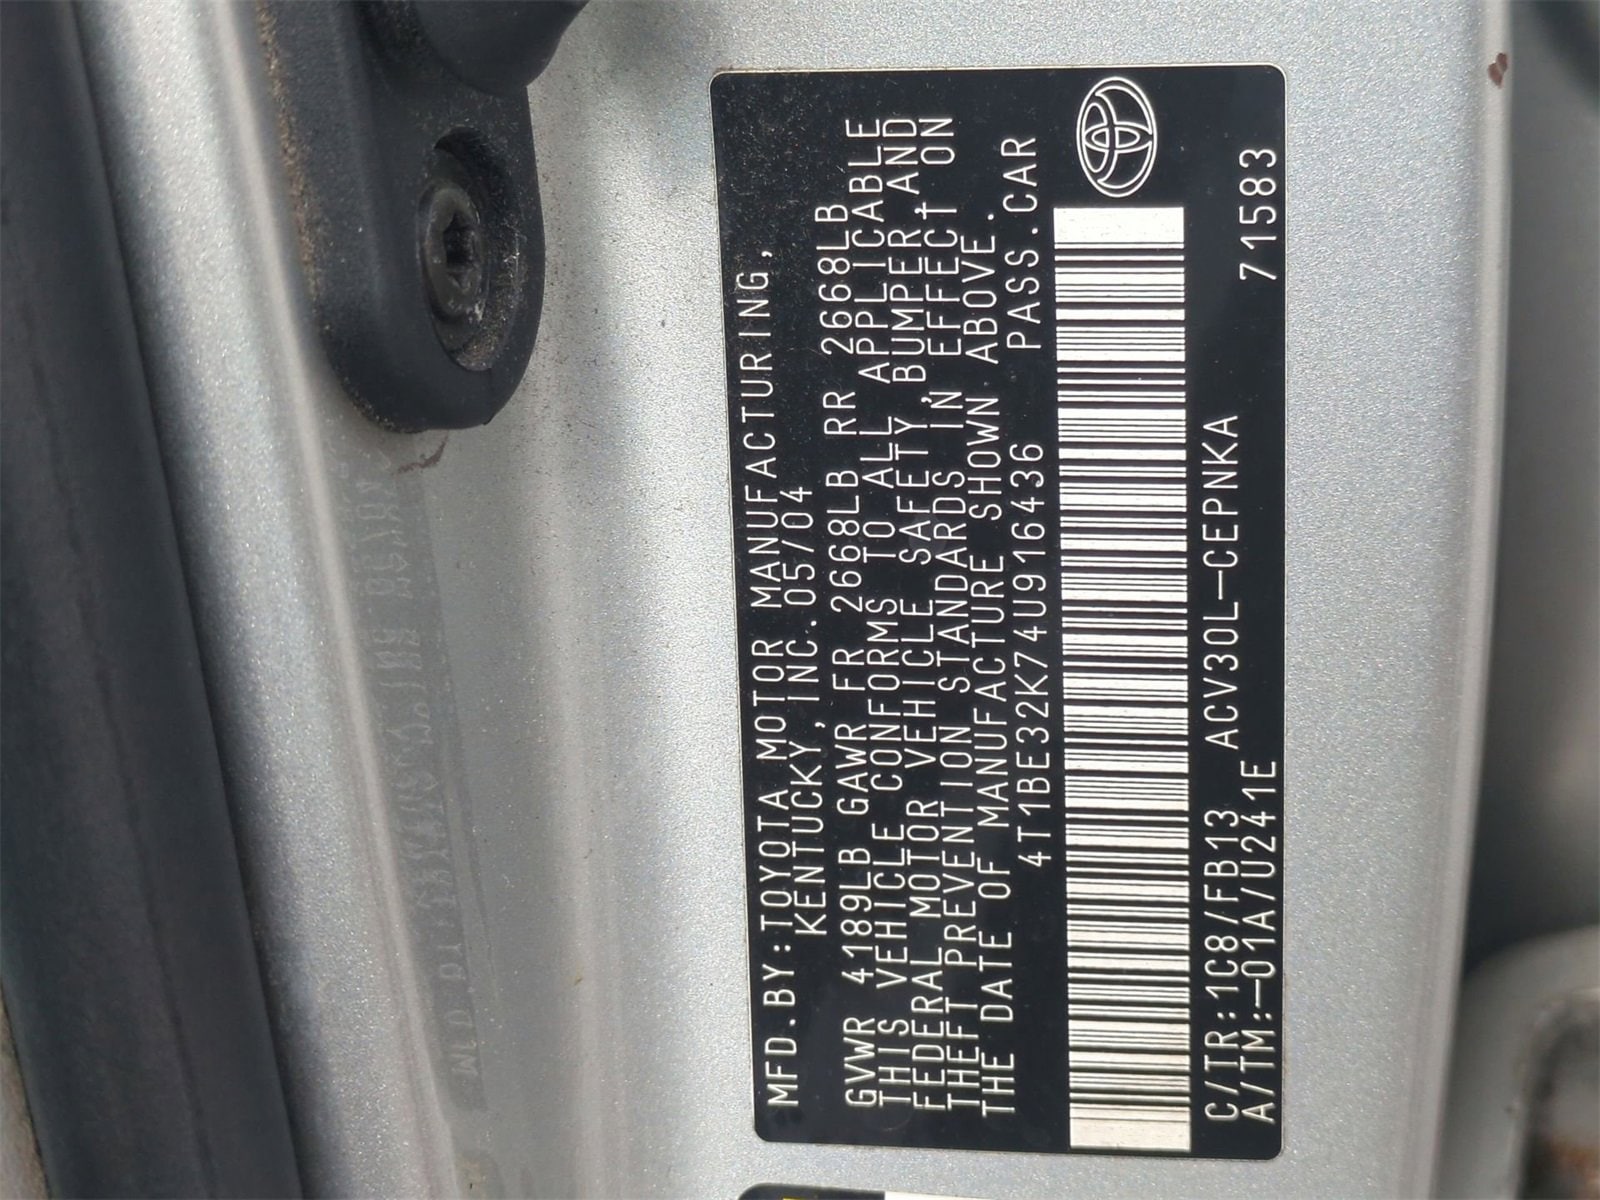 MFD.BY:TOYOTA MOTOR MANUFACTURING,
KENTUCKY,INC.05/04
GVWR 4189LB GAWR FR 2668LB RR 2668LB
THIS VEHICLE CONFORMS TO ALL APPLICABLE
FEDERAL MOTOR VEHICLE SAFETY,BUMPER,AND
THEFT PREVENTION STANDARDS IN EFFECT ON
THE DATE OF MANUFACTURE SHOWN ABOVE.
4T1BE32K74U916436 PASS.CAR
C/TR:1C8/FB13 ACV30L-CEPNKA
A/TM:-01A/U241E 71583